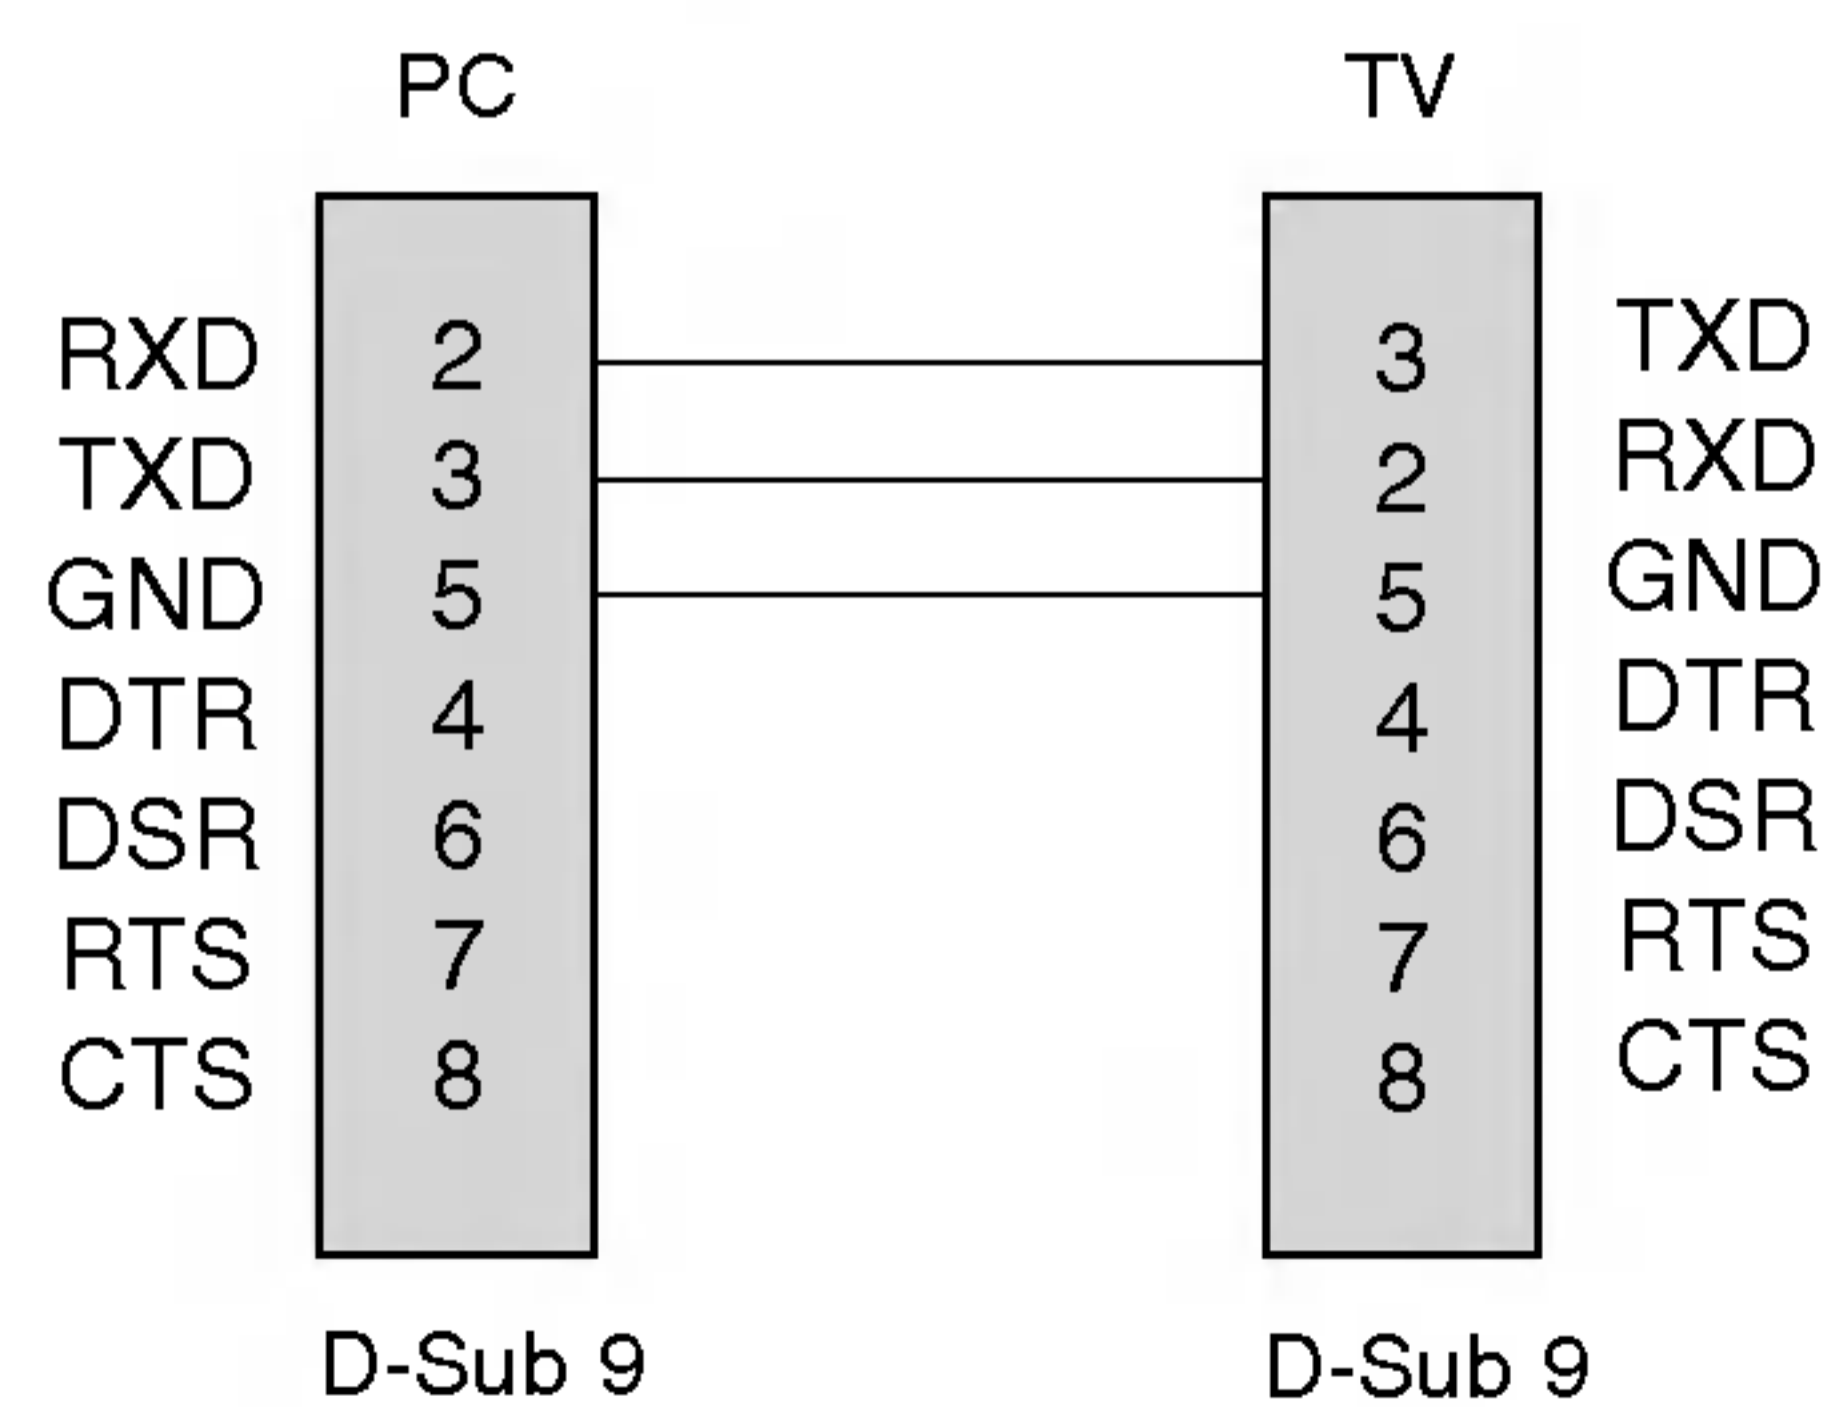 PC TV
RXD 2 3 TXD
TXD 3 2 RXD
GND 5 5 GND
DTR 4 4 DTR
DSR 6 6 DSR
RTS 7 7 RTS
CTS 8 8 CTS
D-Sub 9 D-Sub 9